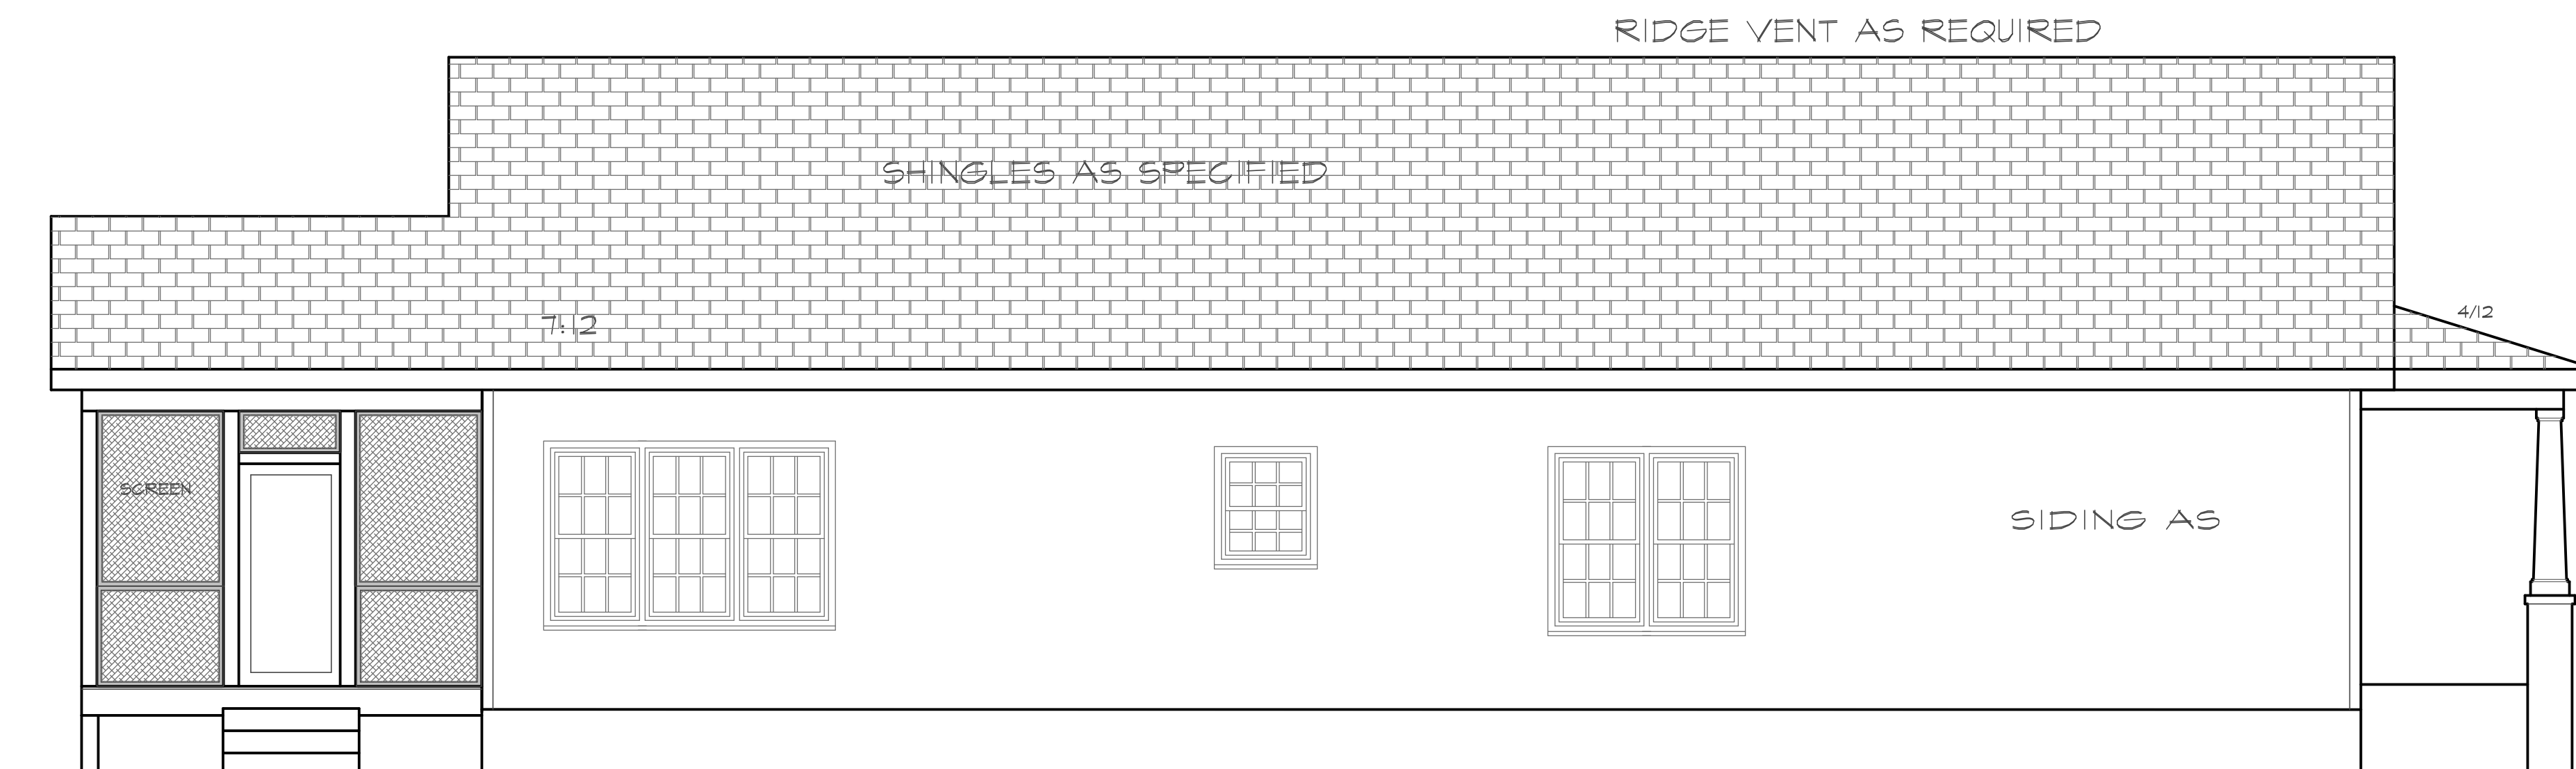 RIDGE VENT AS REQUIRED
SHINGLES AS SPECIFIED
7:12
4/12
SCREEN
SIDING AS